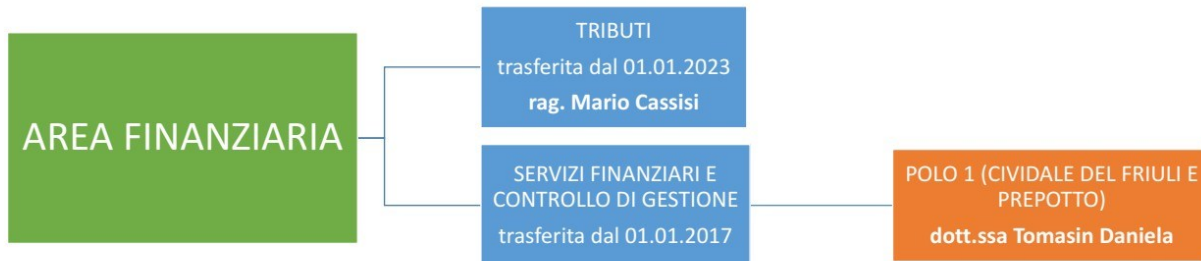 AREA FINANZIARIA
TRIBUTI
trasferita dal 01.01.2023
rag. Mario Cassisi
SERVIZI FINANZIARI E
CONTROLLO DI GESTIONE
trasferita dal 01.01.2017
POLO 1 (CIVIDALE DEL FRIULI E
PREPOTTO)
dott.ssa Tomasin Daniela